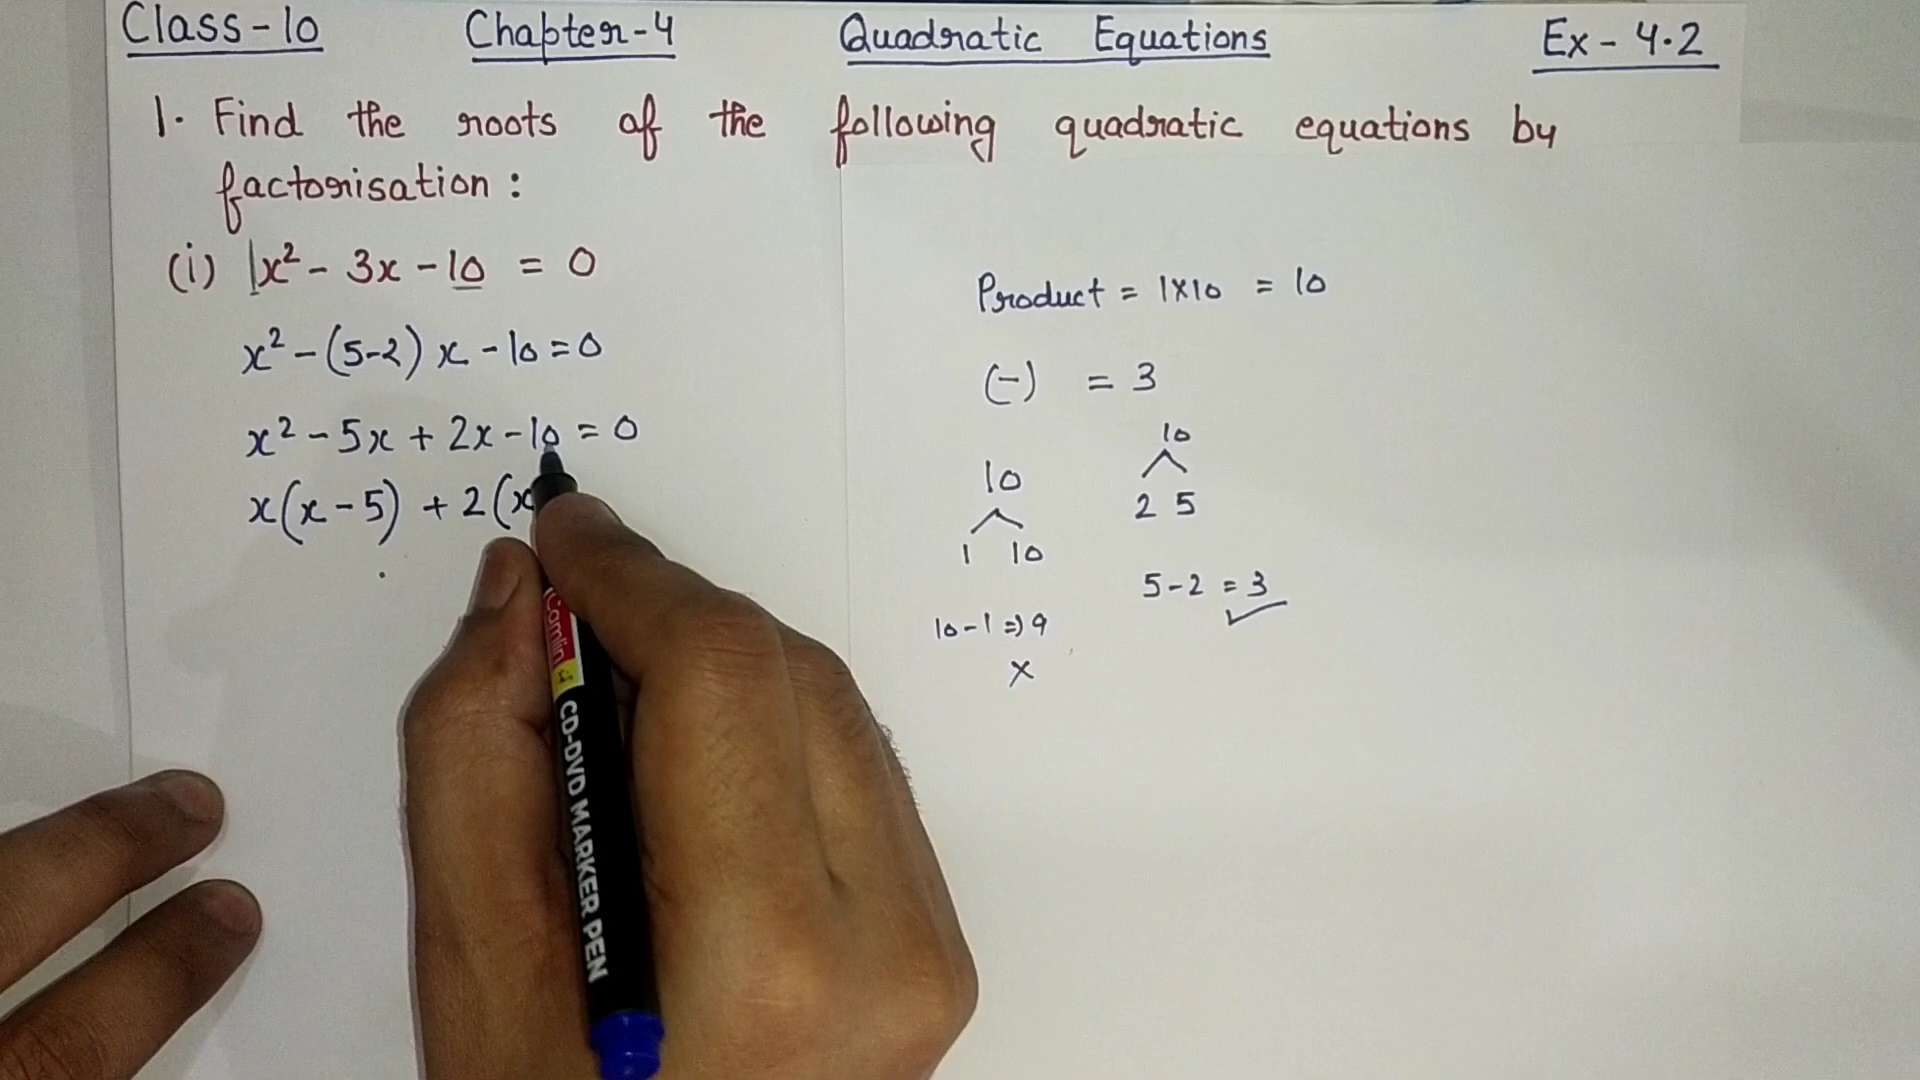 Class-10 Chapter-4 Quadratic Equations Ex-4.2
1. Find the roots of the following quadratic equations by
factorisation :
(i) 1x² - 3x - 10 = 0
x² - (5-2) x - 10 = 0
x² - 5x + 2x - 10 = 0
x(x - 5) + 2(x
Product = 1×10 = 10
(-) = 3
10
1 10
10-1 ⇒ 9
×
10
2 5
5-2 = 3 ✓
Camlin
CD-DVD MARKER PEN